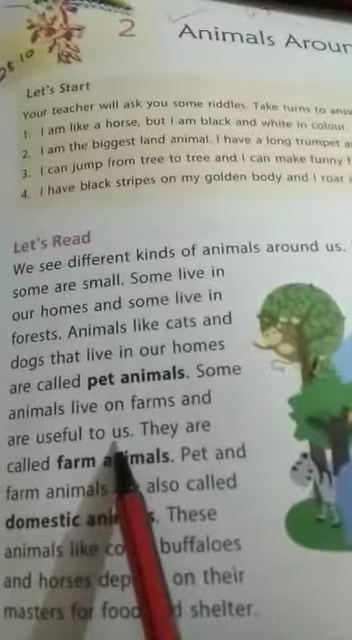 25.10
2 Animals Aroun
Let's Start
Your teacher will ask you some riddles. Take turns to
1. I am like a horse, but I am black and white in colour.
2. I am the biggest land animal. I have a long trumpet
3. I can jump from tree to tree and I can make funny
4. I have black stripes on my golden body and I roar
Let's Read
We see different kinds of animals around us.
some are small. Some live in
our homes and some live in
forests. Animals like cats and
dogs that live in our homes
are called pet animals. Some
animals live on farms and
are useful to us. They are
called farm animals. Pet and
farm animals also called
domestic These
animals like buffaloes
and horses on their
masters for food shelter.